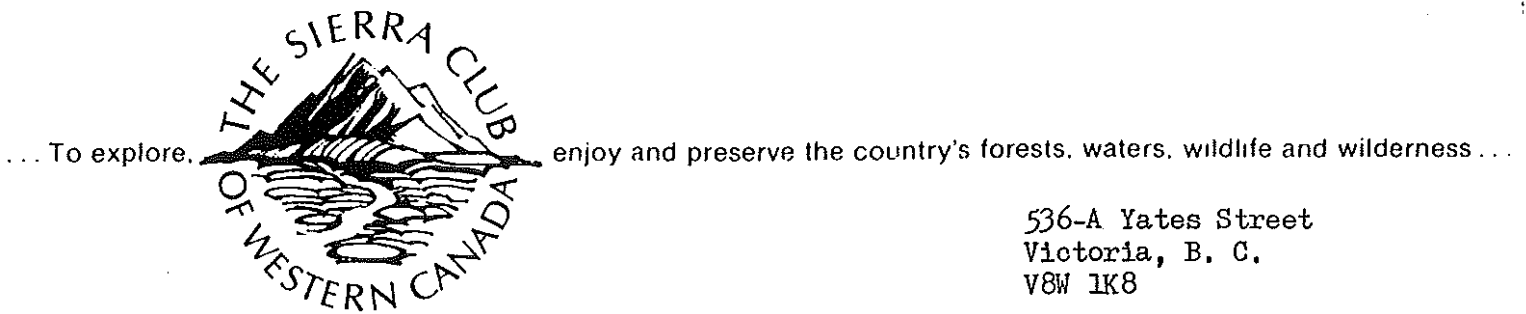 THE SIERRA CLUB
OF WESTERN CANADA
... To explore, enjoy and preserve the country's forests, waters, wildlife and wilderness ...
536-A Yates Street
Victoria, B. C.
V8W 1K8